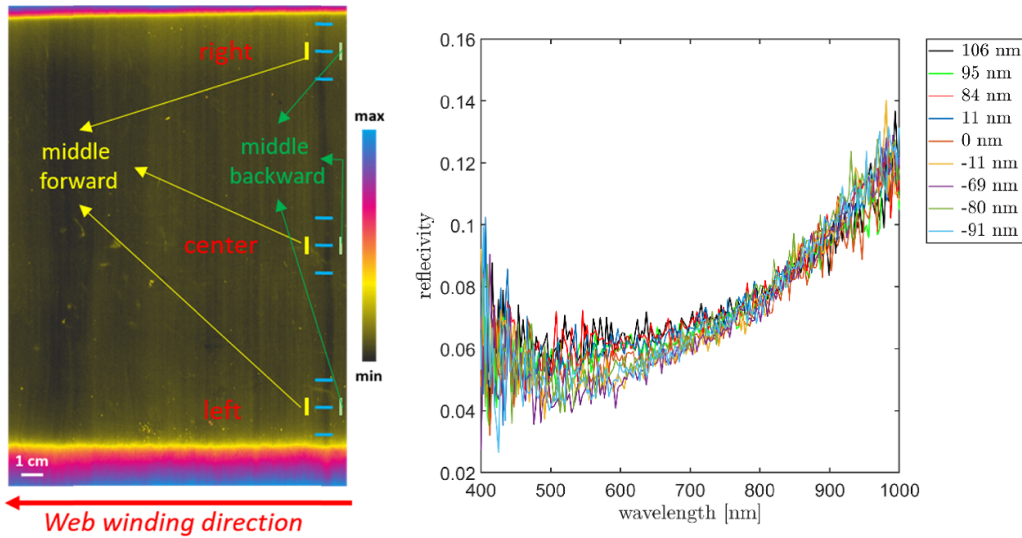 right
max
middle
forward
middle
backward
center
min
left
1 cm
Web winding direction
0.16
0.14
0.12
0.1
0.08
0.06
0.04
0.02
reflecivity
400
500
600
700
800
900
1000
wavelength [nm]
106 nm
95 nm
84 nm
11 nm
0 nm
-11 nm
-69 nm
-80 nm
-91 nm